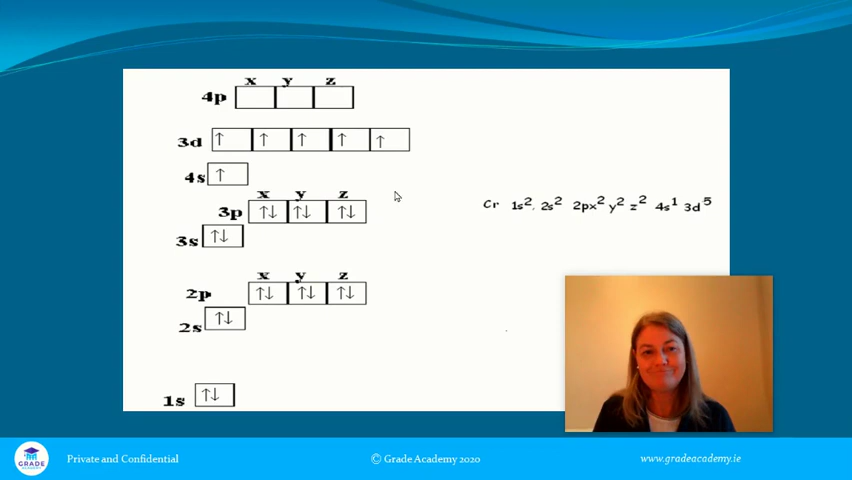 x y z
4p
3d ↑ ↑ ↑ ↑ ↑
4s ↑
x y z
3p ↑↓ ↑↓ ↑↓
3s ↑↓
x y z
2p ↑↓ ↑↓ ↑↓
2s ↑↓
1s ↑↓
Cr 1s² 2s² 2px² y² z² 4s¹ 3d⁵
GRADE
ACADEMY
Private and Confidential
© Grade Academy 2020
www.gradeacademy.ie